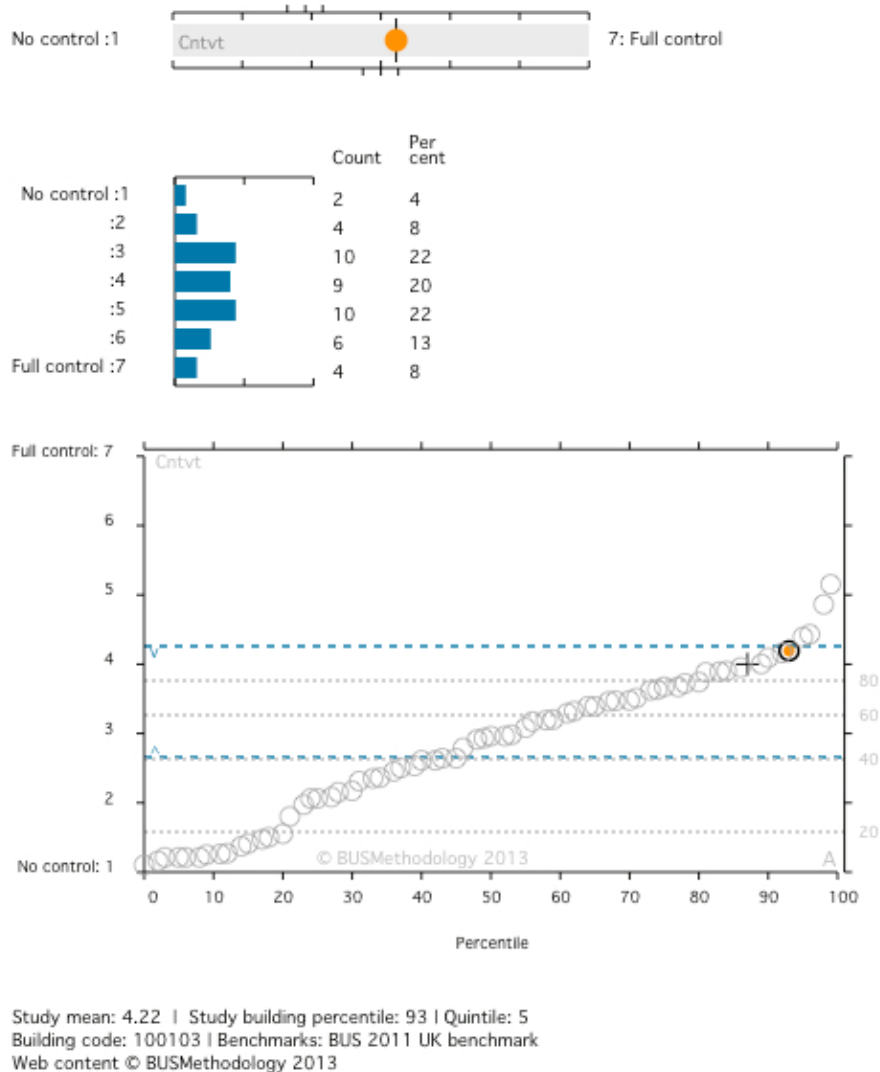 No control :1 Cntvt 7: Full control
Count Per cent
No control :1 2 4
:2 4 8
:3 10 22
:4 9 20
:5 10 22
:6 6 13
Full control :7 4 8
Full control: 7
Cntvt
6
5
4
80
3
60
40
2
20
© BUSMethodology 2013 A
No control: 1
0 10 20 30 40 50 60 70 80 90 100
Percentile
Study mean: 4.22 | Study building percentile: 93 | Quintile: 5
Building code: 100103 | Benchmarks: BUS 2011 UK benchmark
Web content © BUSMethodology 2013